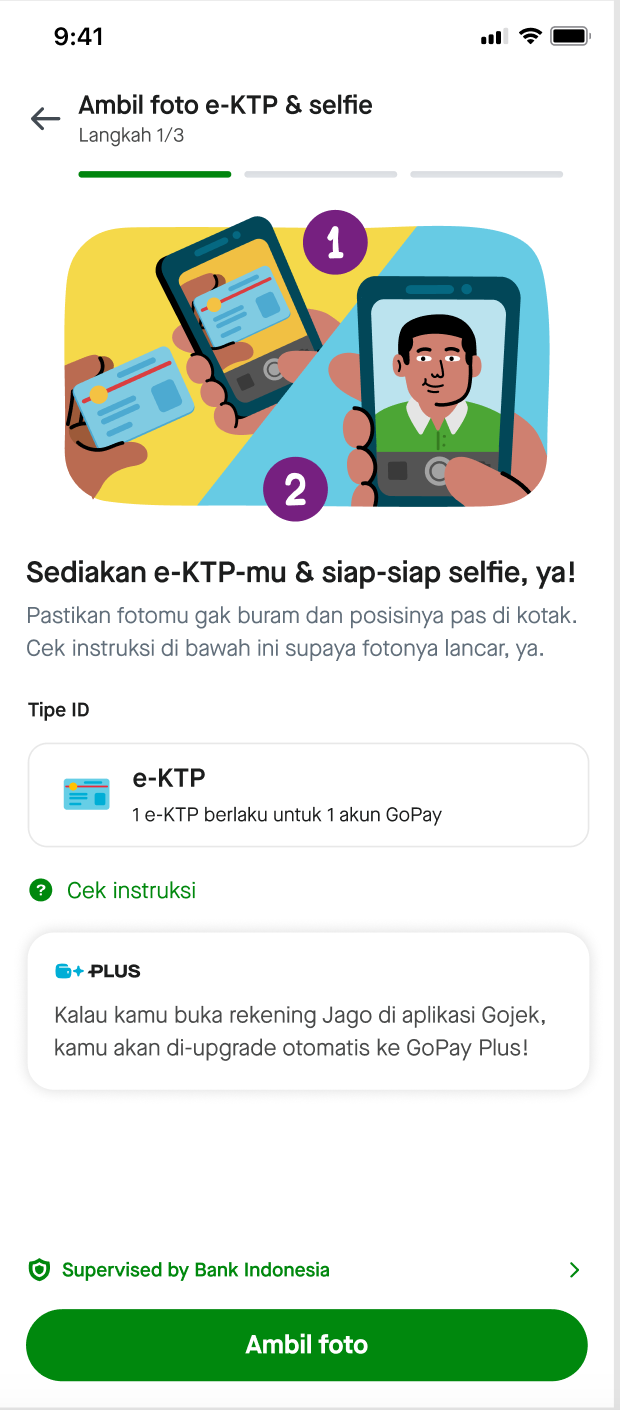 9:41
Ambil foto e-KTP & selfie
Langkah 1/3
1
2
Sediakan e-KTP-mu & siap-siap selfie, ya!
Pastikan fotomu gak buram dan posisinya pas di kotak.
Cek instruksi di bawah ini supaya fotonya lancar, ya.
Tipe ID
e-KTP
1 e-KTP berlaku untuk 1 akun GoPay
? Cek instruksi
PLUS
Kalau kamu buka rekening Jago di aplikasi Gojek,
kamu akan di-upgrade otomatis ke GoPay Plus!
Supervised by Bank Indonesia
Ambil foto